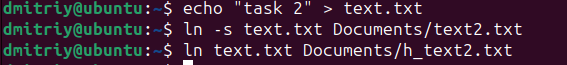 dmitriy@ubuntu:~$ echo "task 2" > text.txt
dmitriy@ubuntu:~$ ln -s text.txt Documents/text2.txt
dmitriy@ubuntu:~$ ln text.txt Documents/h_text2.txt